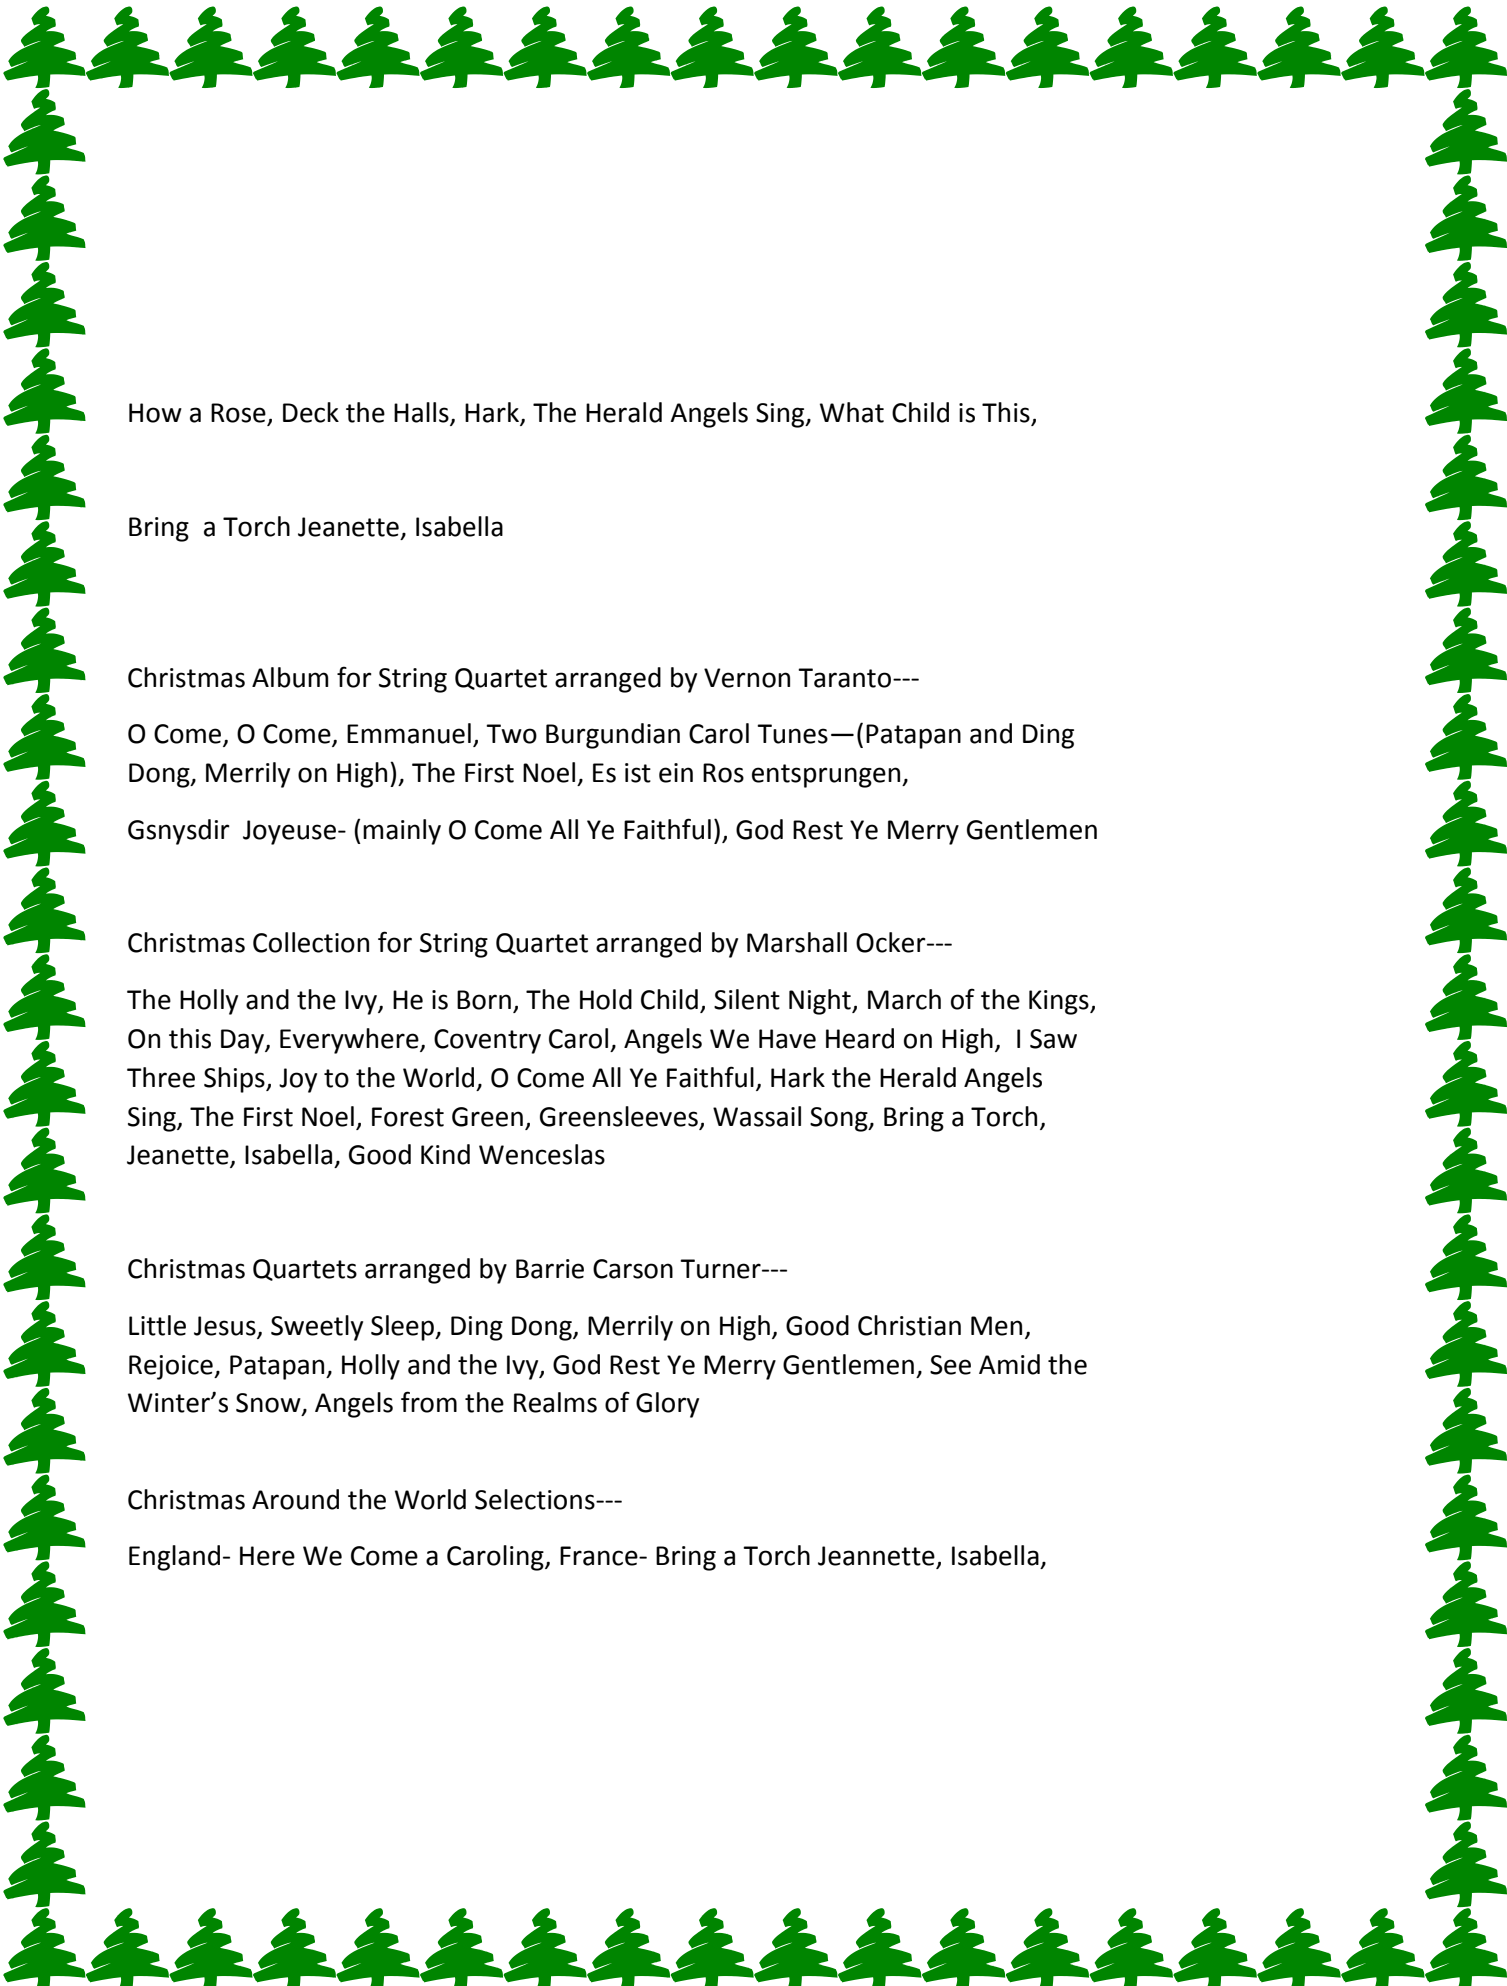 How a Rose, Deck the Halls, Hark, The Herald Angels Sing, What Child is This,
Bring  a Torch Jeanette, Isabella
Christmas Album for String Quartet arranged by Vernon Taranto---
O Come, O Come, Emmanuel, Two Burgundian Carol Tunes—(Patapan and Ding
Dong, Merrily on High), The First Noel, Es ist ein Ros entsprungen,
Gsnysdir  Joyeuse- (mainly O Come All Ye Faithful), God Rest Ye Merry Gentlemen
Christmas Collection for String Quartet arranged by Marshall Ocker---
The Holly and the Ivy, He is Born, The Hold Child, Silent Night, March of the Kings,
On this Day, Everywhere, Coventry Carol, Angels We Have Heard on High,  I Saw
Three Ships, Joy to the World, O Come All Ye Faithful, Hark the Herald Angels
Sing, The First Noel, Forest Green, Greensleeves, Wassail Song, Bring a Torch,
Jeanette, Isabella, Good Kind Wenceslas
Christmas Quartets arranged by Barrie Carson Turner---
Little Jesus, Sweetly Sleep, Ding Dong, Merrily on High, Good Christian Men,
Rejoice, Patapan, Holly and the Ivy, God Rest Ye Merry Gentlemen, See Amid the
Winter’s Snow, Angels from the Realms of Glory
Christmas Around the World Selections---
England- Here We Come a Caroling, France- Bring a Torch Jeannette, Isabella,